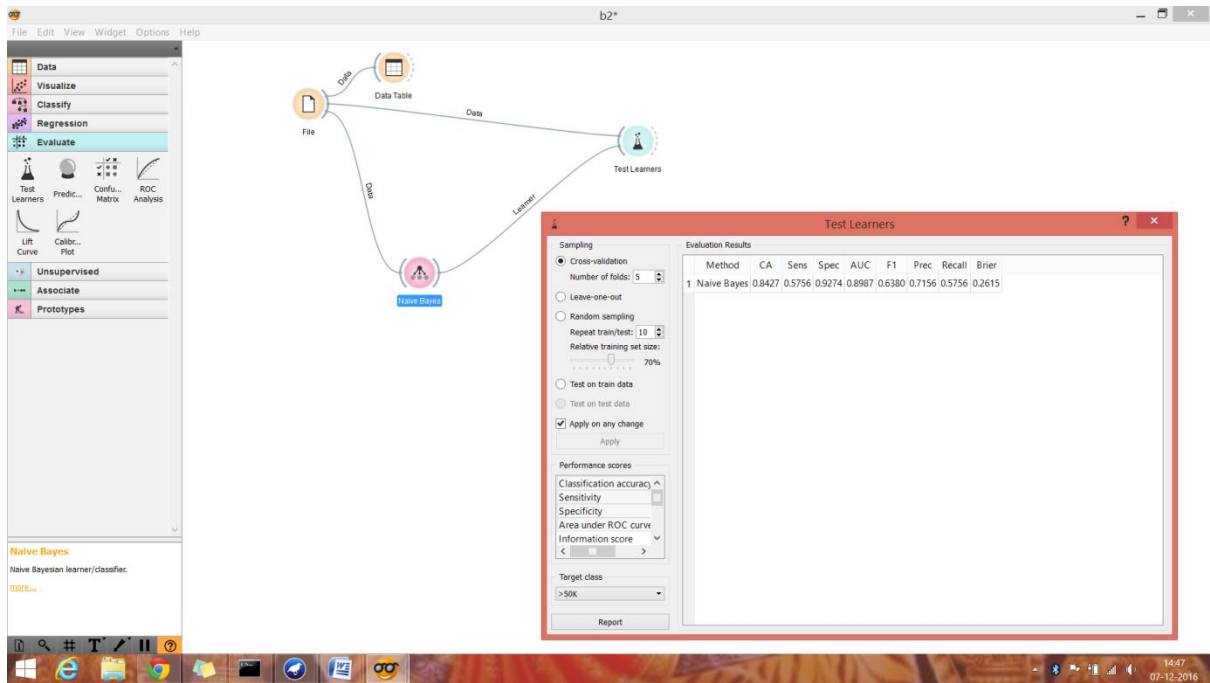 b2*
File Edit View Widget Options Help
Data
Visualize
Classify
Regression
Evaluate
Test Learners
Predic...
Confu... Matrix
ROC Analysis
Lift Curve
Calibr... Plot
Unsupervised
Associate
Prototypes
Naive Bayes
Naive Bayesian learner/classifier.
more...
Data
Data Table
File
Data
Test Learners
Data
Learner
Naive Bayes
Test Learners
?
Sampling
Cross-validation
Number of folds: 5
Leave-one-out
Random sampling
Repeat train/test: 10
Relative training set size:
70%
Test on train data
Test on test data
Apply on any change
Apply
Performance scores
Classification accuracy
Sensitivity
Specificity
Area under ROC curve
Information score
Target class
>50K
Report
Evaluation Results
Method CA Sens Spec AUC F1 Prec Recall Brier
1 Naive Bayes 0.8427 0.5756 0.9274 0.8987 0.6380 0.7156 0.5756 0.2615
14:47
07-12-2016